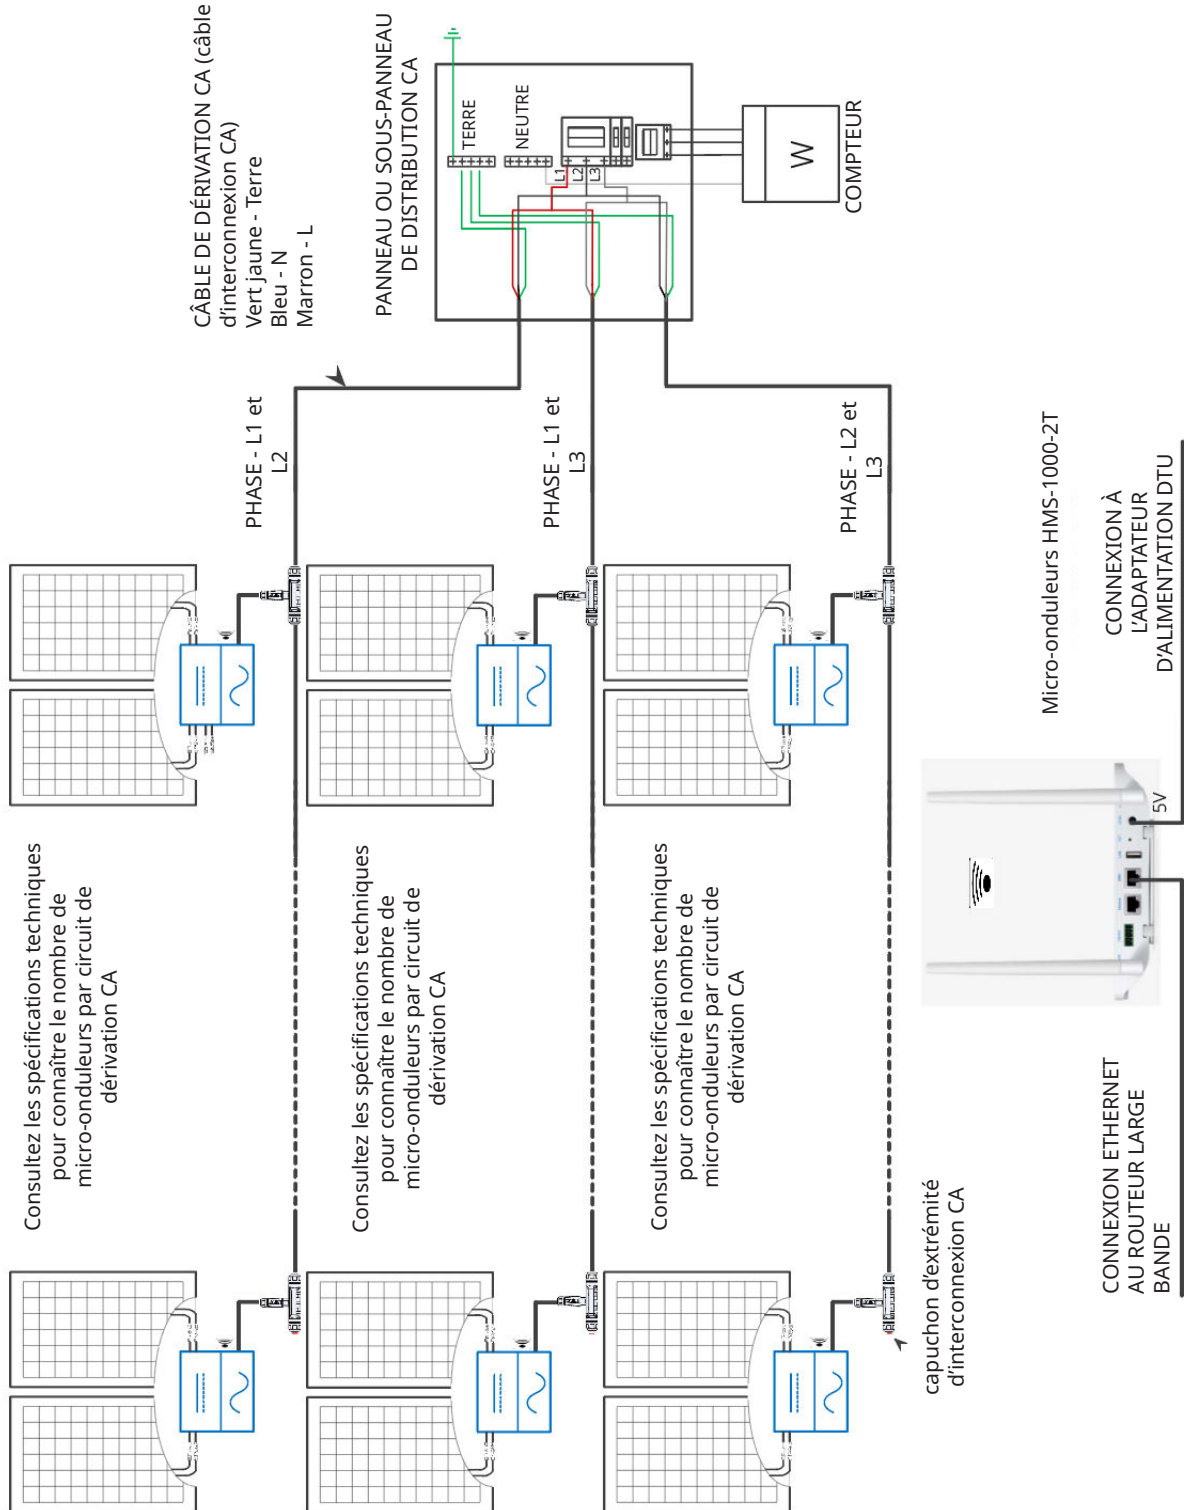 CÂBLE DE DÉRIVATION CA (câble
d’interconnexion CA)
Vert jaune - Terre
Bleu - N
Marron - L
PANNEAU OU SOUS-PANNEAU
DE DISTRIBUTION CA
TERRE
NEUTRE
L1
L2
L3
W
COMPTEUR
PHASE - L1 et
L2
PHASE - L1 et
L3
PHASE - L2 et
L3
Consultez les spécifications techniques
pour connaître le nombre de
micro-onduleurs par circuit de
dérivation CA
Consultez les spécifications techniques
pour connaître le nombre de
micro-onduleurs par circuit de
dérivation CA
Consultez les spécifications techniques
pour connaître le nombre de
micro-onduleurs par circuit de
dérivation CA
Micro-onduleurs HMS-1000-2T
CONNEXION À
L’ADAPTATEUR
D’ALIMENTATION DTU
5V
capuchon d’extrémité
d’interconnexion CA
CONNEXION ETHERNET
AU ROUTEUR LARGE
BANDE